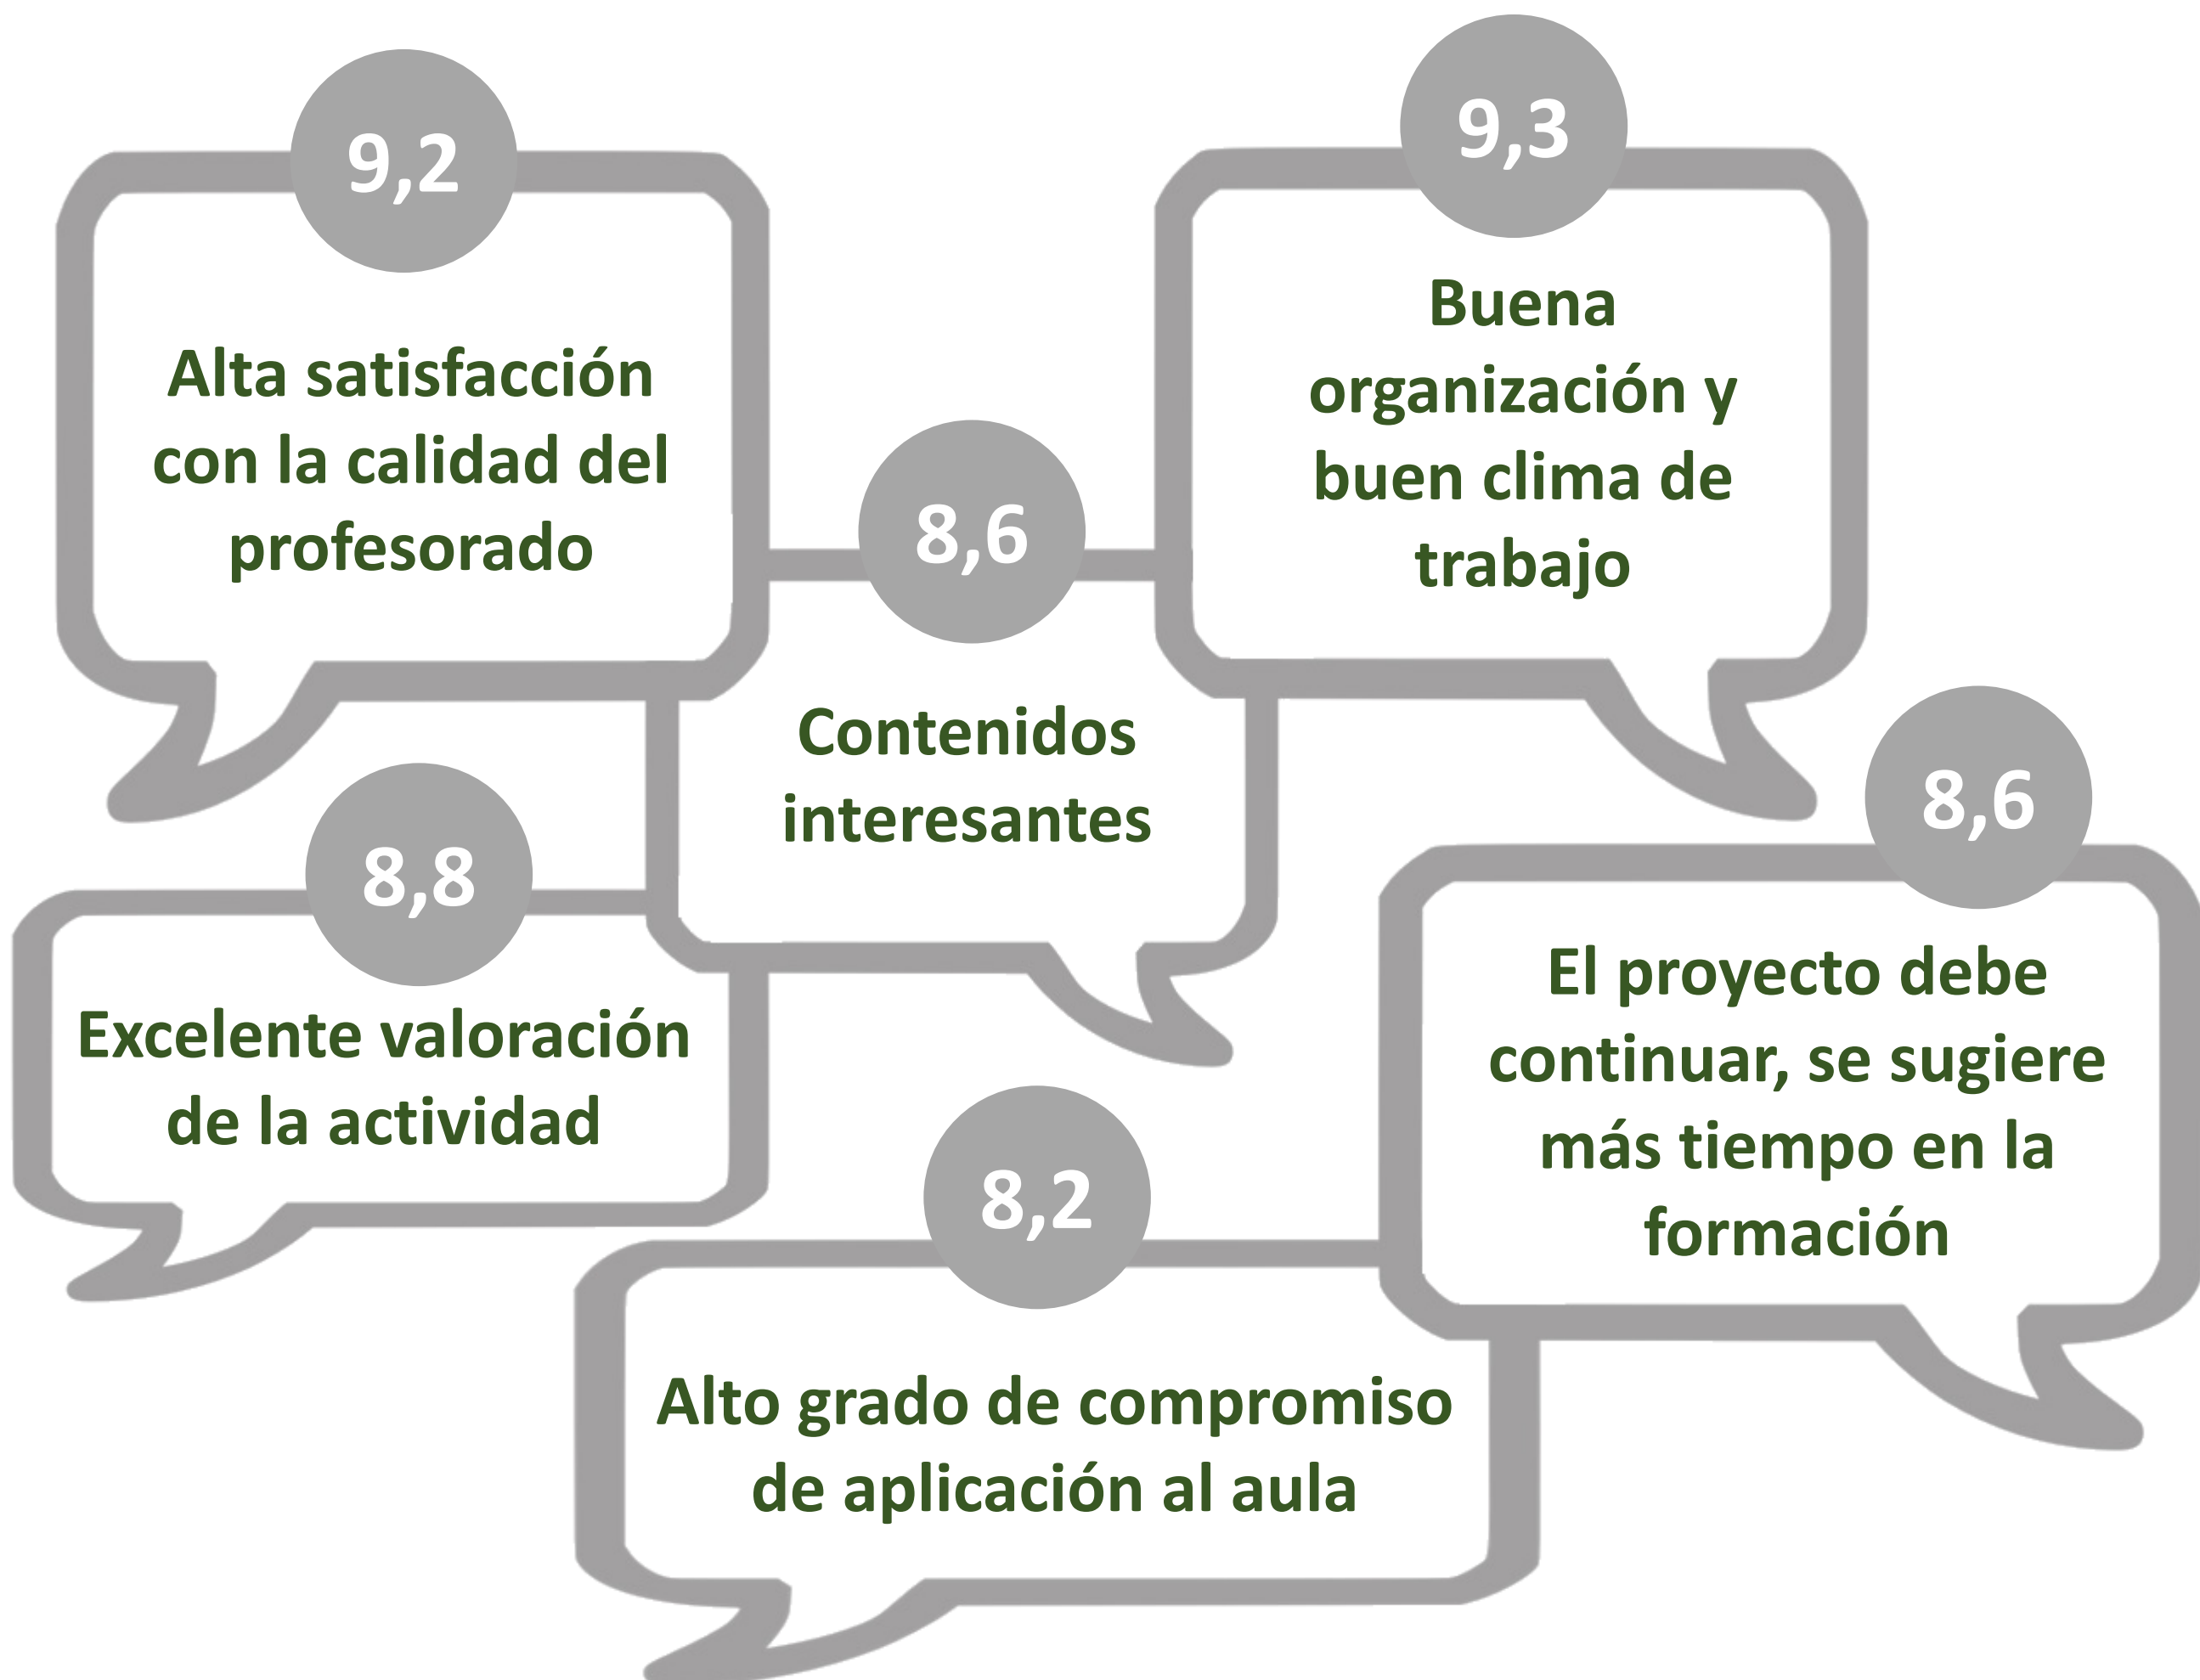 9,2
Alta satisfacción
con la calidad del
profesorado
9,3
Buena
organización y
buen clima de
trabajo
8,6
Contenidos
interesantes
8,8
Excelente valoración
de la actividad
8,6
El proyecto debe
continuar, se sugiere
más tiempo en la
formación
8,2
Alto grado de compromiso
de aplicación al aula